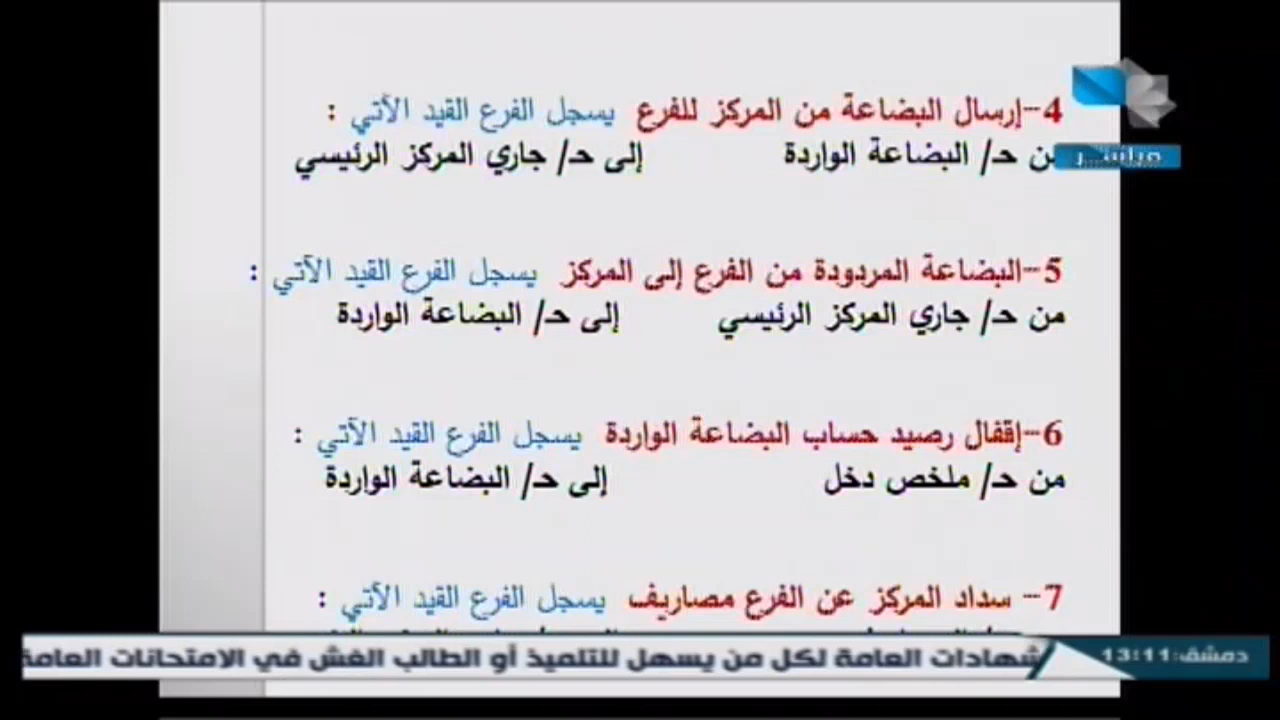 4-إرسال البضاعة من المركز للفرع يسجل الفرع القيد الآتي :
من حـ/ البضاعة الواردة إلى حـ/ جاري المركز الرئيسي
مباشر
5-البضاعة المردودة من الفرع إلى المركز يسجل الفرع القيد الآتي :
من حـ/ جاري المركز الرئيسي إلى حـ/ البضاعة الواردة
6-إقفال رصيد حساب البضاعة الواردة يسجل الفرع القيد الآتي :
من حـ/ ملخص دخل إلى حـ/ البضاعة الواردة
7- سداد المركز عن الفرع مصاريف يسجل الفرع القيد الآتي :
دمشق: 13:11
شهادات العامة لكل من يسهل للتلميذ أو الطالب الغش في الامتحانات العامة